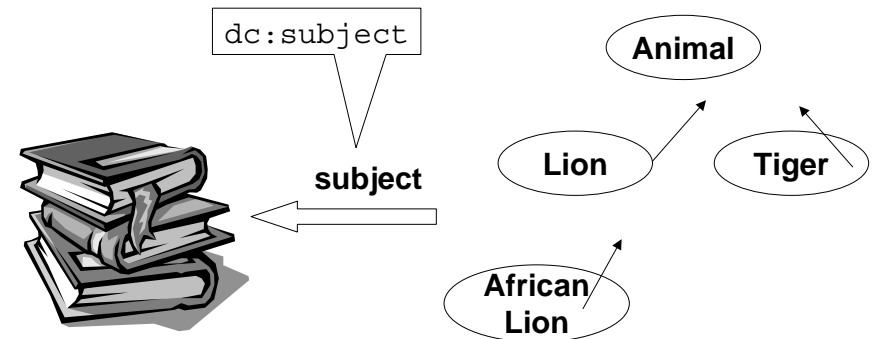 dc:subject
Animal
Lion
Tiger
subject
African
Lion